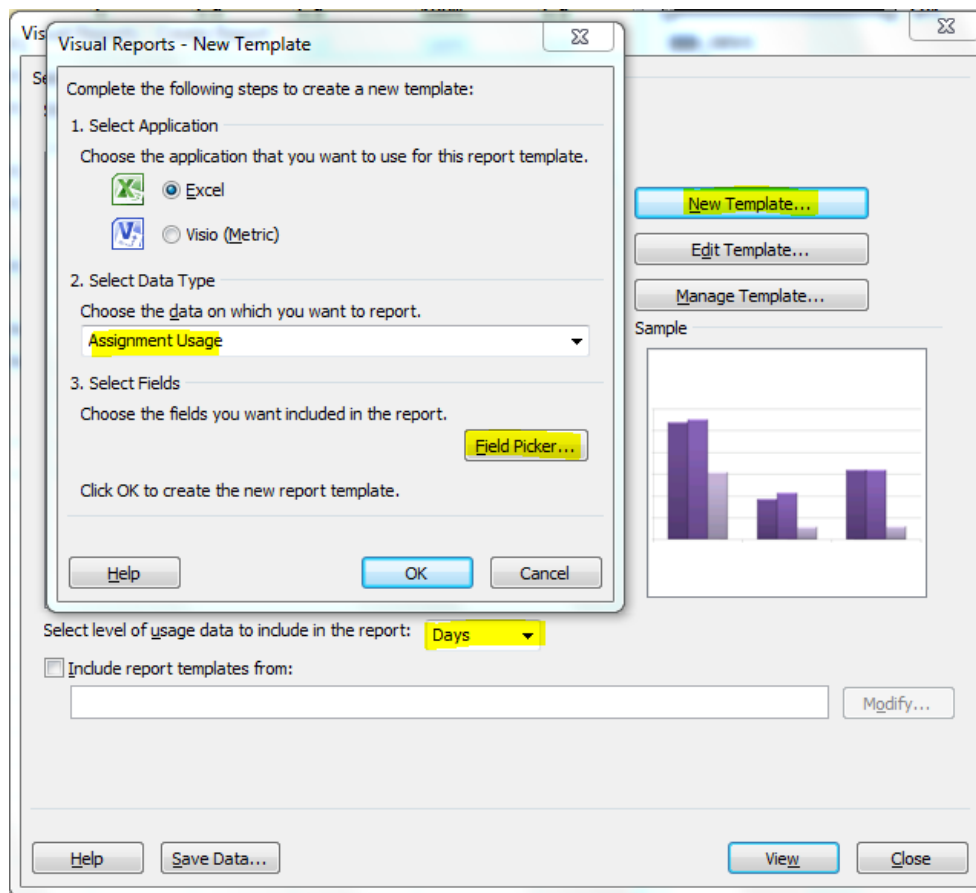 Vis
Visual Reports - New Template
Se
Complete the following steps to create a new template:
1. Select Application
Choose the application that you want to use for this report template.
Excel
Visio (Metric)
2. Select Data Type
Choose the data on which you want to report.
Assignment Usage
3. Select Fields
Choose the fields you want included in the report.
Field Picker...
Click OK to create the new report template.
Help
OK
Cancel
New Template...
Edit Template...
Manage Template...
Sample
Select level of usage data to include in the report:
Days
Include report templates from:
Modify...
Help
Save Data...
View
Close